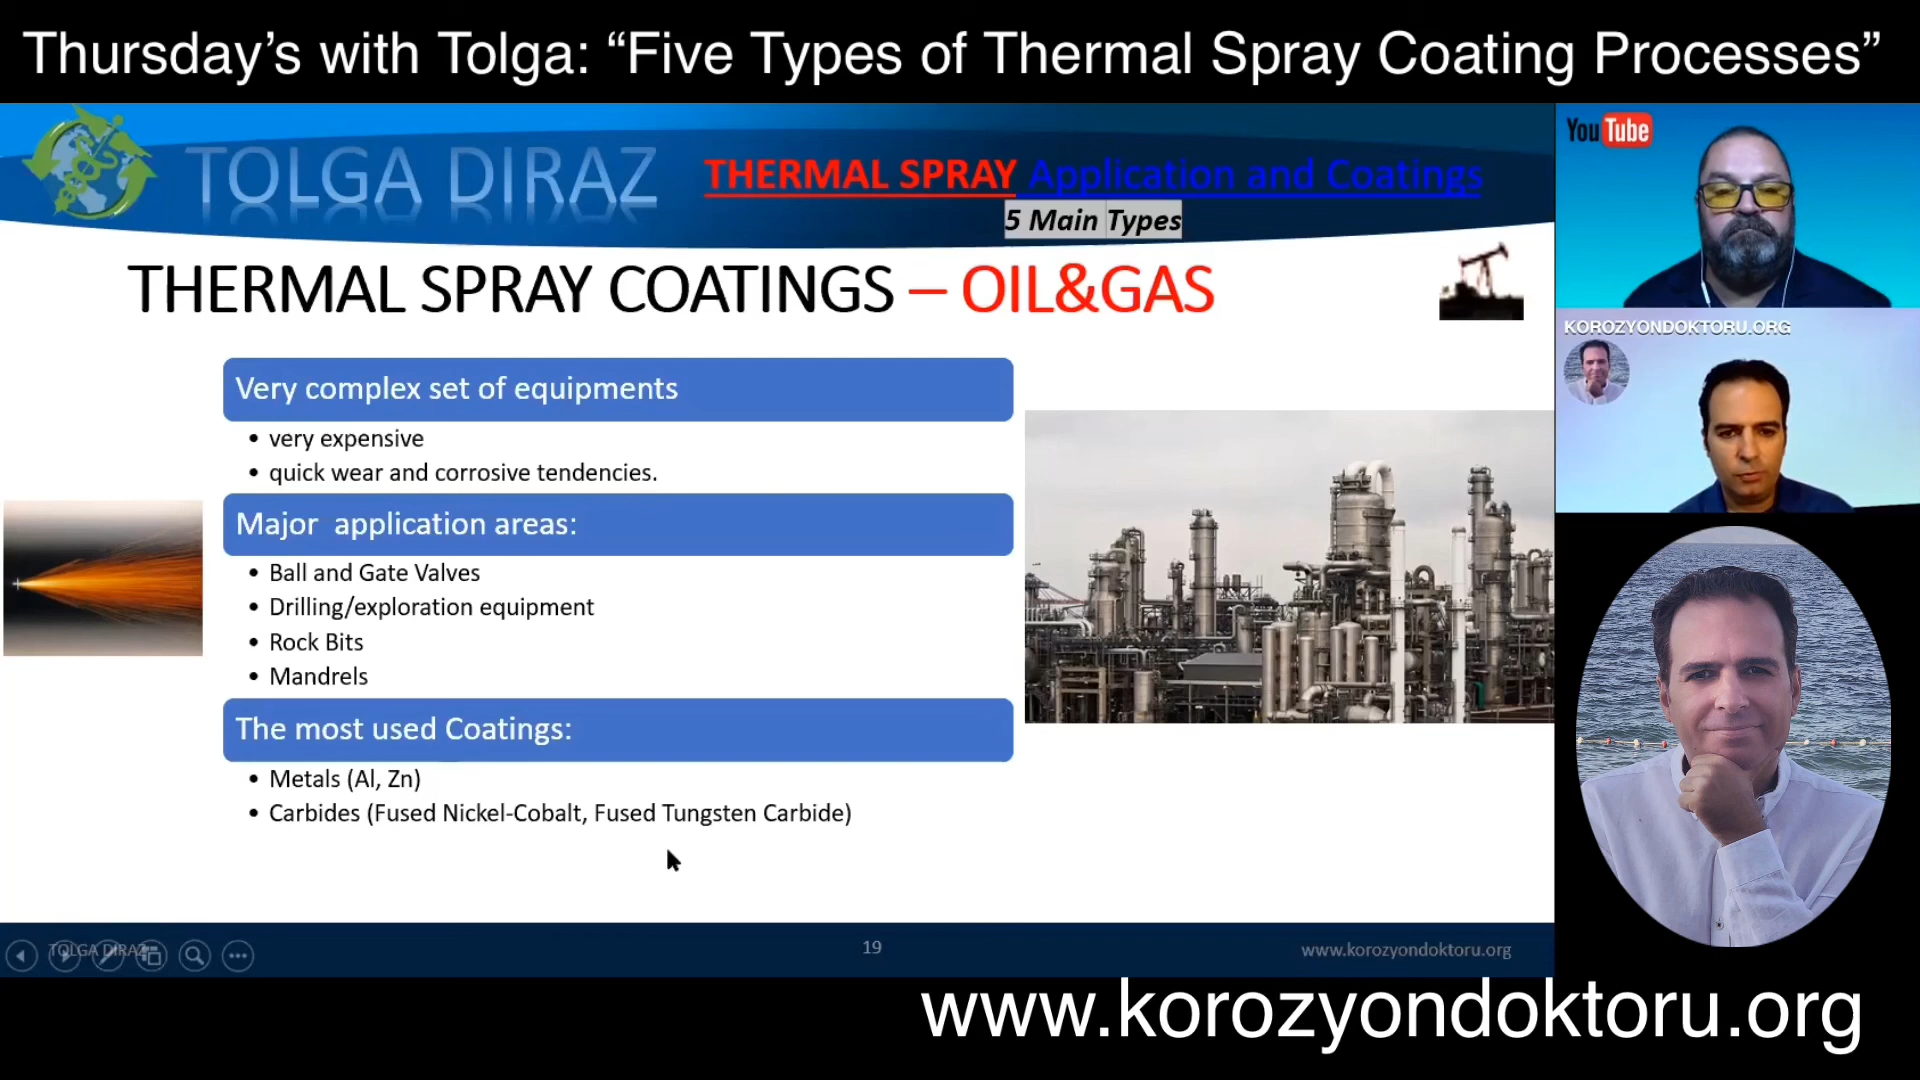 Thursday’s with Tolga: “Five Types of Thermal Spray Coating Processes”
TOLGA DIRAZ
THERMAL SPRAY Application and Coatings
5 Main Types
THERMAL SPRAY COATINGS – OIL&GAS
Very complex set of equipments
• very expensive
• quick wear and corrosive tendencies.
Major application areas:
• Ball and Gate Valves
• Drilling/exploration equipment
• Rock Bits
• Mandrels
The most used Coatings:
• Metals (Al, Zn)
• Carbides (Fused Nickel-Cobalt, Fused Tungsten Carbide)
YouTube
KOROZYONDOKTORU.ORG
TOLGA DIRAZ
19
www.korozyondoktoru.org
www.korozyondoktoru.org